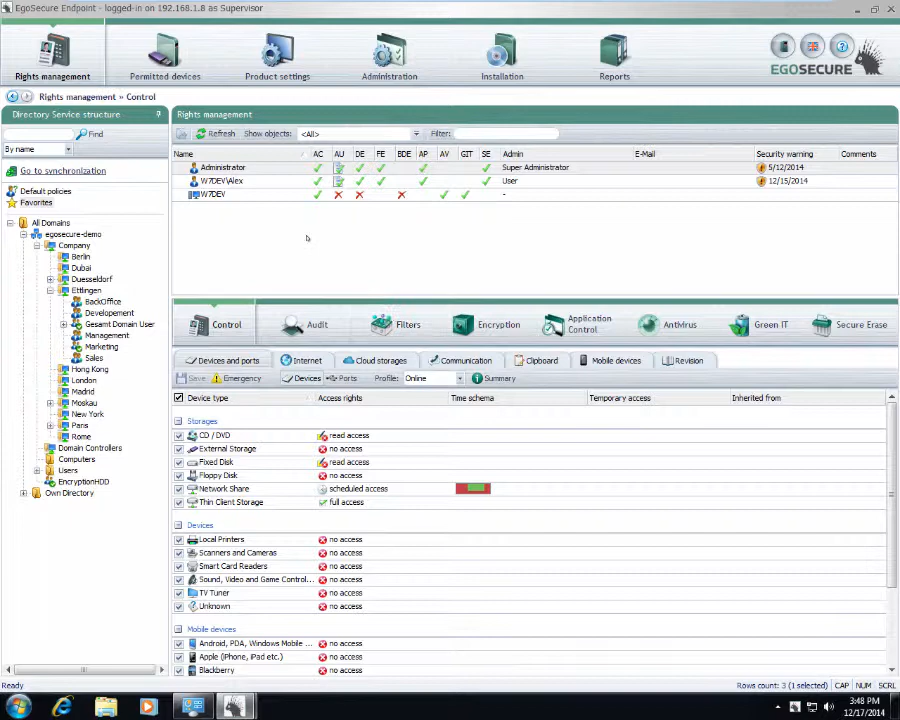 EgoSecure Endpoint - logged-in on 192.168.1.8 as Supervisor
Rights management
Permitted devices
Product settings
Administration
Installation
Reports
EGOSECURE
Rights management » Control
Directory Service structure
Find
By name
Go to synchronization
Default policies
Favorites
All Domains
egosecure-demo
Company
Berlin
Dubai
Duesseldorf
Ettlingen
BackOffice
Developement
Gesamt Domain User
Management
Marketing
Sales
Hong Kong
London
Madrid
Moskau
New York
Paris
Rome
Domain Controllers
Computers
Users
EncryptionHDD
Own Directory
Rights management
Refresh Show objects: <All> Filter:
Name AC AU DE FE BDE AP AV GIT SE Admin E-Mail Security warning Comments
Administrator Super Administrator 5/12/2014
W7DEV\Alex User 12/15/2014
W7DEV -
Control Audit Filters Encryption Application Control Antivirus Green IT Secure Erase
Devices and ports Internet Cloud storages Communication Clipboard Mobile devices Revision
Save Emergency Devices Ports Profile: Online Summary
Device type Access rights Time schema Temporary access Inherited from
Storages
CD / DVD read access
External Storage no access
Fixed Disk read access
Floppy Disk no access
Network Share scheduled access
Thin Client Storage full access
Devices
Local Printers no access
Scanners and Cameras no access
Smart Card Readers no access
Sound, Video and Game Control... no access
TV Tuner no access
Unknown no access
Mobile devices
Android, PDA, Windows Mobile ... no access
Apple (iPhone, iPad etc.) no access
Blackberry no access
Ready Rows count: 3 (1 selected) CAP NUM SCRL
3:48 PM
12/17/2014